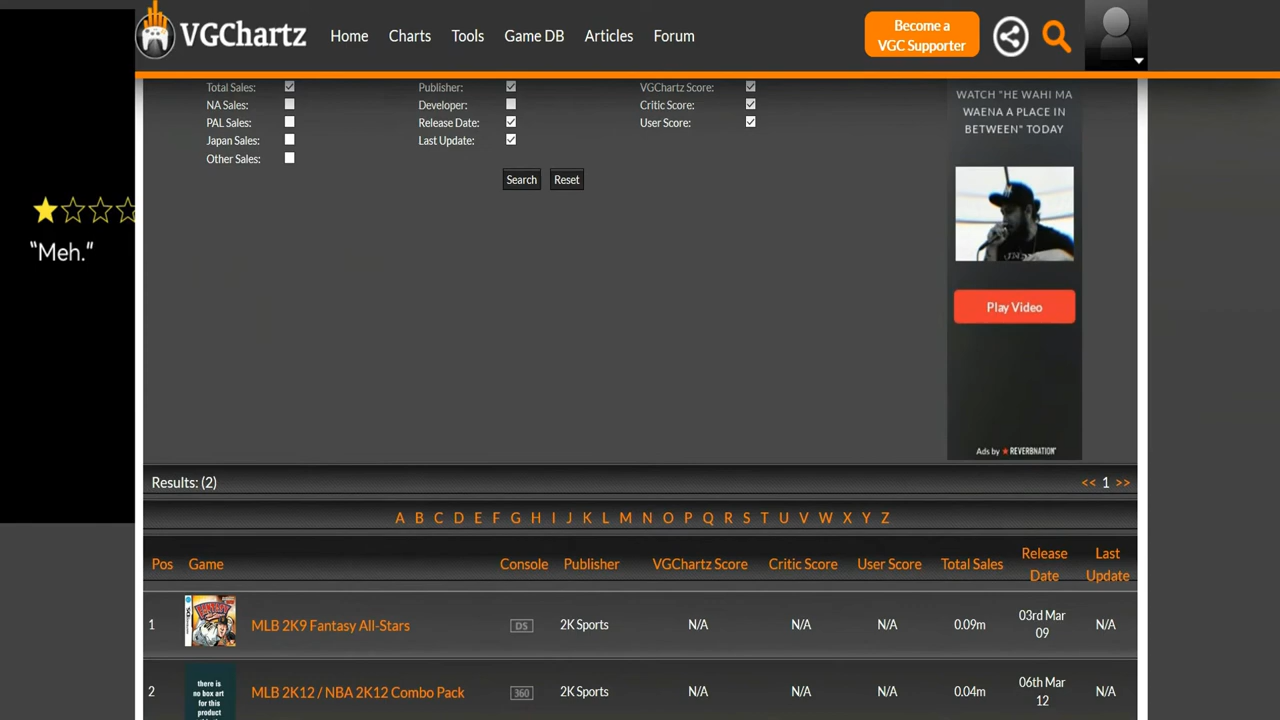 VGChartz
Home Charts Tools Game DB Articles Forum
Become a
VGC Supporter
Total Sales: Publisher: VGChartz Score:
NA Sales: Developer: Critic Score:
PAL Sales: Release Date: User Score:
Japan Sales: Last Update:
Other Sales:
Search Reset
WATCH "HE WAHI MA
WAENA A PLACE IN
BETWEEN" TODAY
Play Video
Ads by REVERBNATION
"Meh."
Results: (2) << 1 >>
A B C D E F G H I J K L M N O P Q R S T U V W X Y Z
Pos Game Console Publisher VGChartz Score Critic Score User Score Total Sales Release Date Last Update
1 MLB 2K9 Fantasy All-Stars DS 2K Sports N/A N/A N/A 0.09m 03rd Mar 09 N/A
there is
no box art
for this
product
2 MLB 2K12 / NBA 2K12 Combo Pack 360 2K Sports N/A N/A N/A 0.04m 06th Mar 12 N/A